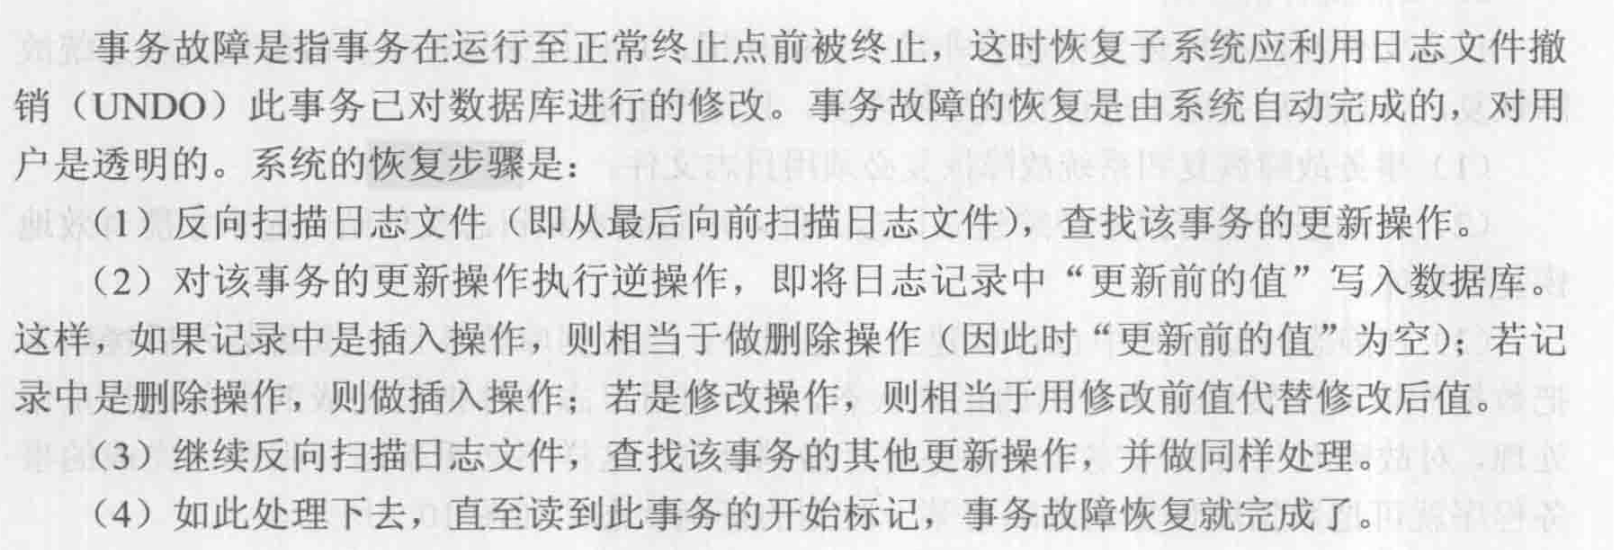 事务故障是指事务在运行至正常终止点前被终止，这时恢复子系统应利用日志文件撤
销（UNDO）此事务已对数据库进行的修改。事务故障的恢复是由系统自动完成的，对用
户是透明的。系统的恢复步骤是：
（1）反向扫描日志文件（即从最后向前扫描日志文件），查找该事务的更新操作。
（2）对该事务的更新操作执行逆操作，即将日志记录中“更新前的值”写入数据库。
这样，如果记录中是插入操作，则相当于做删除操作（因此时“更新前的值”为空）；若记
录中是删除操作，则做插入操作；若是修改操作，则相当于用修改前值代替修改后值。
（3）继续反向扫描日志文件，查找该事务的其他更新操作，并做同样处理。
（4）如此处理下去，直至读到此事务的开始标记，事务故障恢复就完成了。